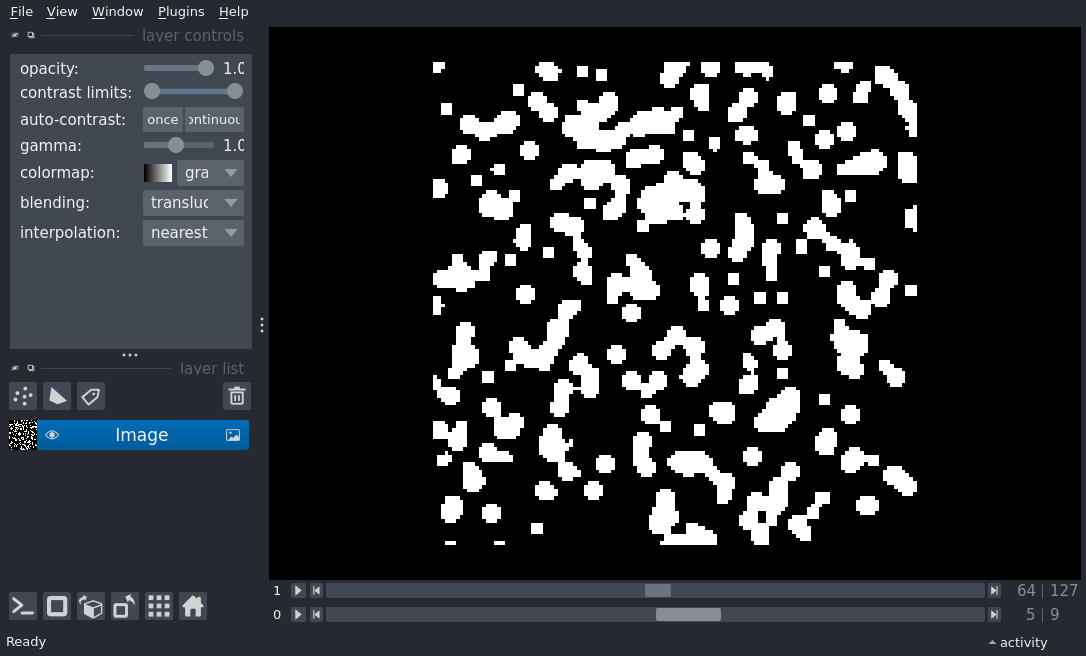 File View Window Plugins Help
layer controls
opacity: 1.0
contrast limits:
auto-contrast: once ontinuou
gamma: 1.0
colormap: gra
blending: transluc
interpolation: nearest
layer list
Image
1 64 | 127
0 5 | 9
Ready activity